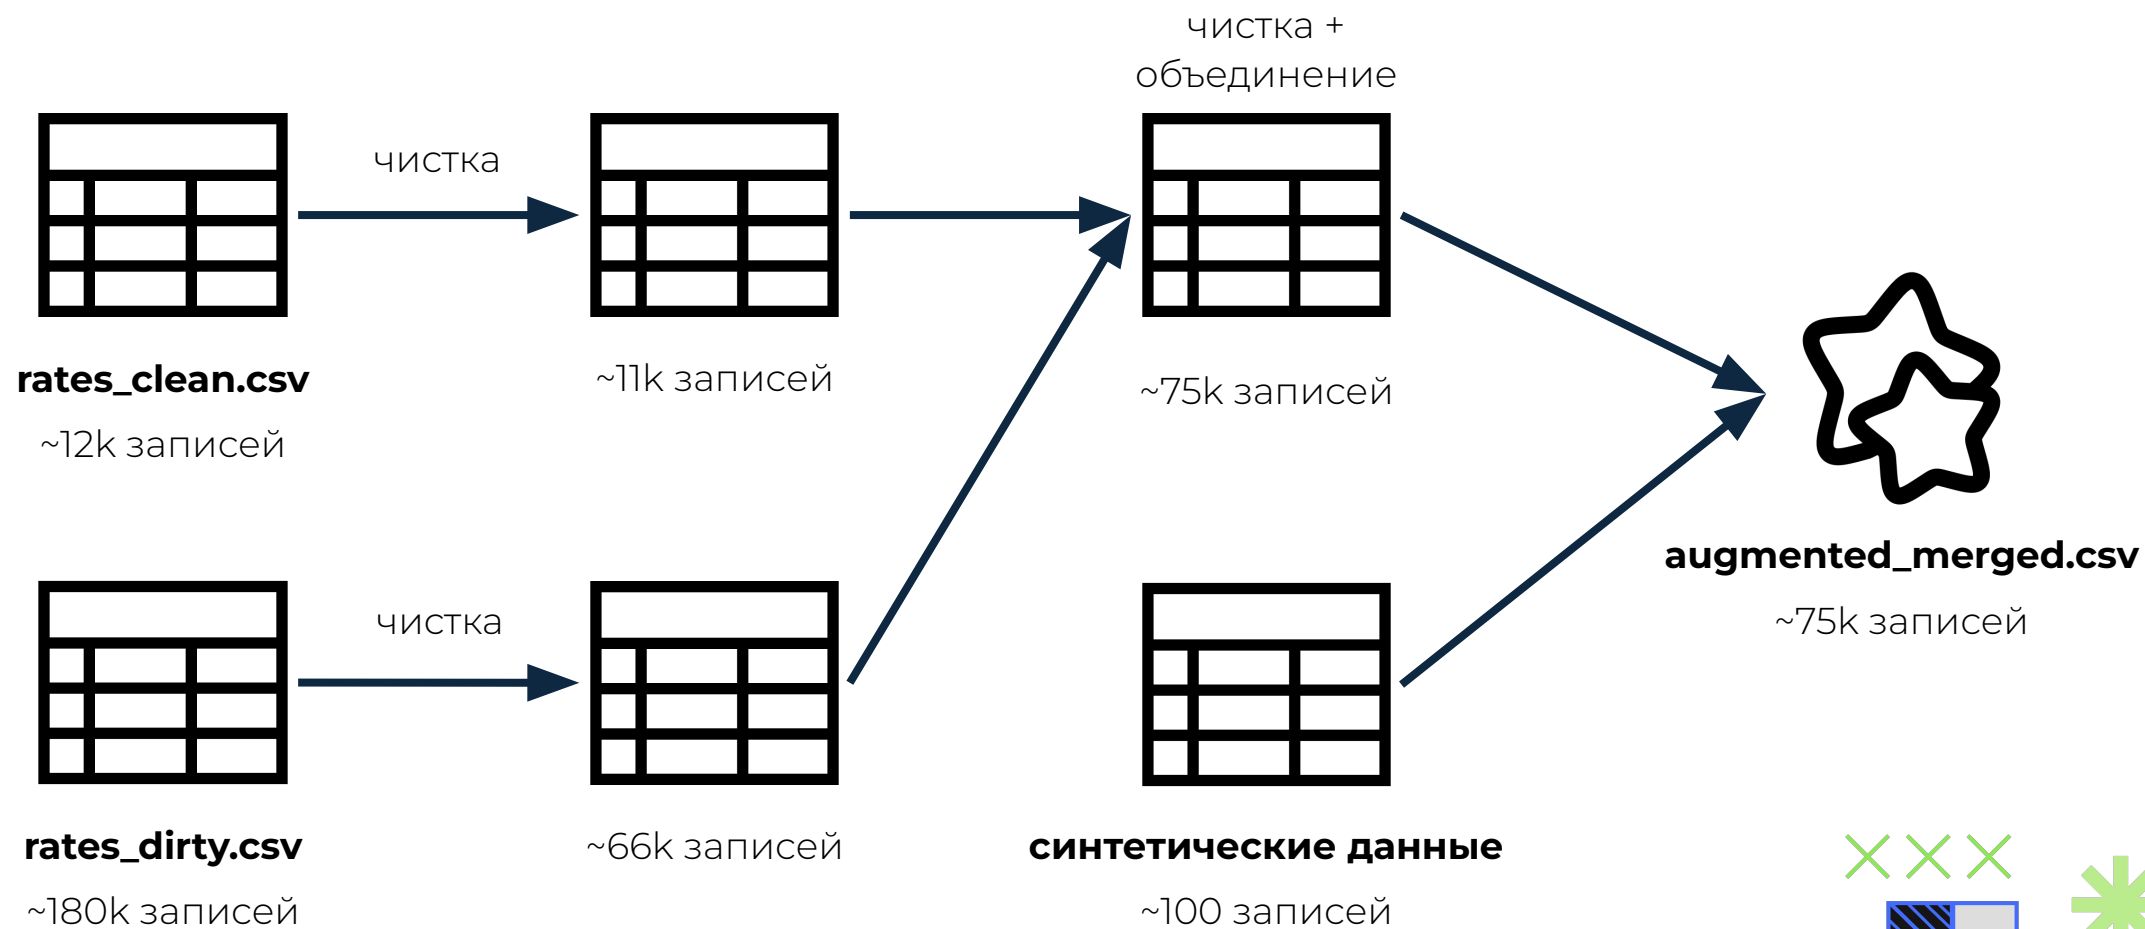 чистка +
объединение
чистка
rates_clean.csv
~12k записей
~11k записей
~75k записей
augmented_merged.csv
~75k записей
чистка
rates_dirty.csv
~180k записей
~66k записей
синтетические данные
~100 записей